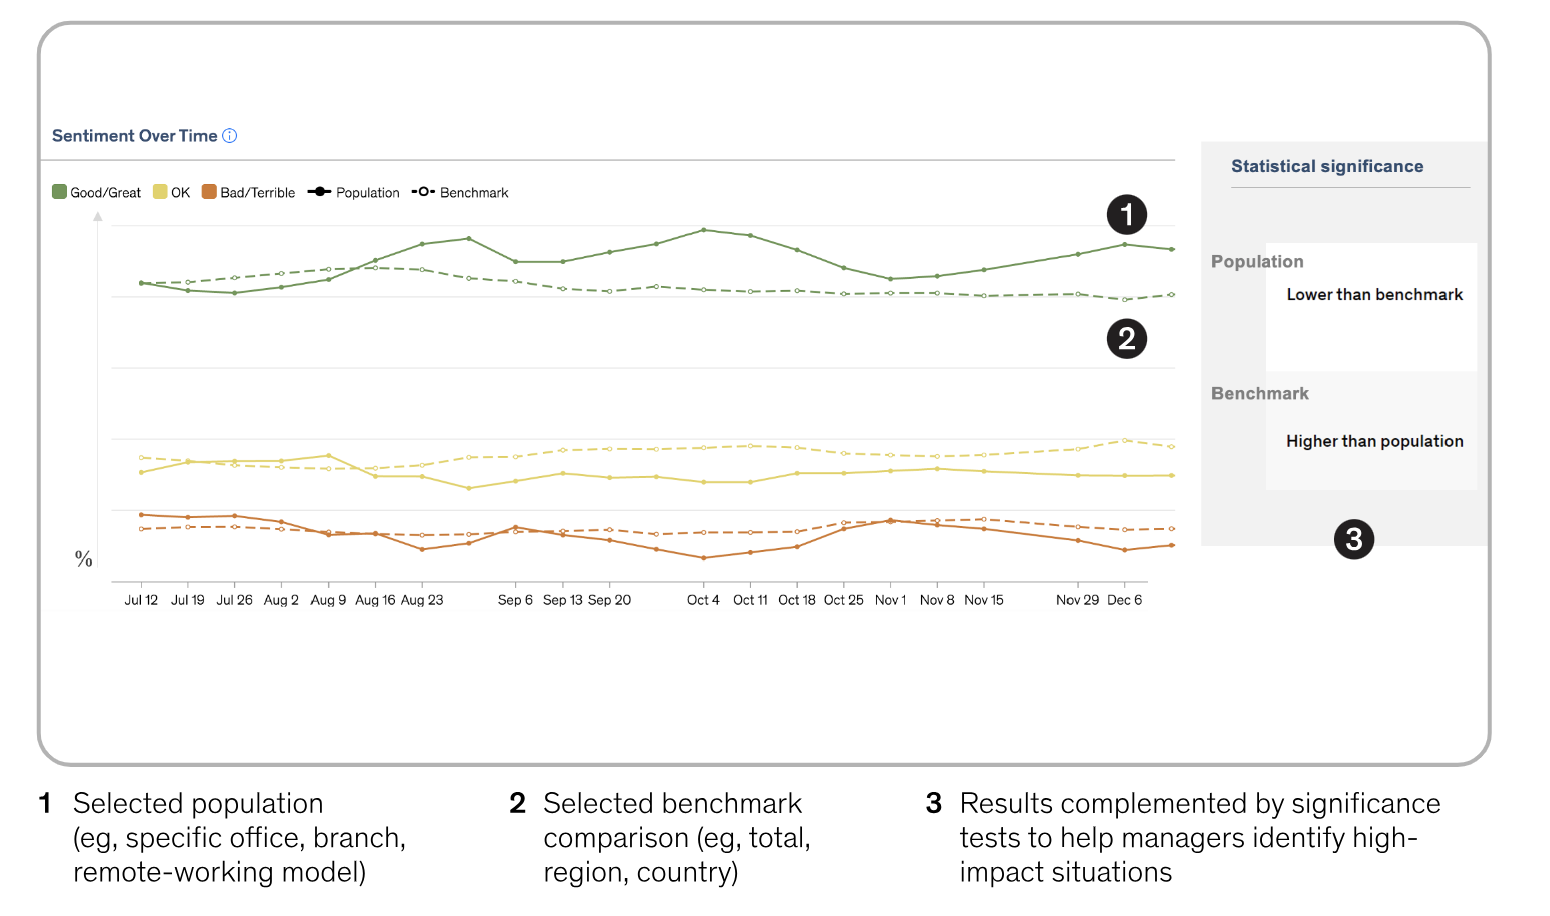 Sentiment Over Time
Good/Great OK Bad/Terrible Population Benchmark
1
2
%
Jul 12 Jul 19 Jul 26 Aug 2 Aug 9 Aug 16 Aug 23 Sep 6 Sep 13 Sep 20 Oct 4 Oct 11 Oct 18 Oct 25 Nov 1 Nov 8 Nov 15 Nov 29 Dec 6
Statistical significance
Population
Lower than benchmark
Benchmark
Higher than population
3
1 Selected population
(eg, specific office, branch,
remote-working model)
2 Selected benchmark
comparison (eg, total,
region, country)
3 Results complemented by significance
tests to help managers identify high-
impact situations